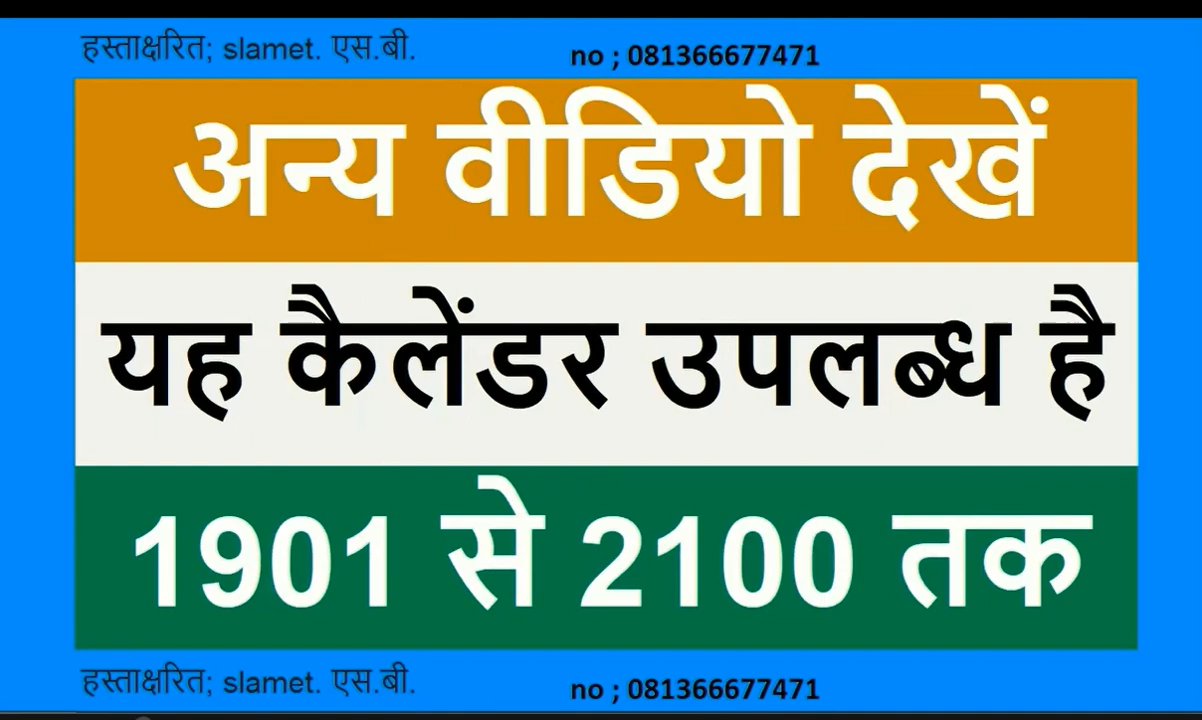 हस्ताक्षरित; slamet. एस.बी. no ; 081366677471
अन्य वीडियो देखें
यह कैलेंडर उपलब्ध है
1901 से 2100 तक
हस्ताक्षरित; slamet. एस.बी. no ; 081366677471